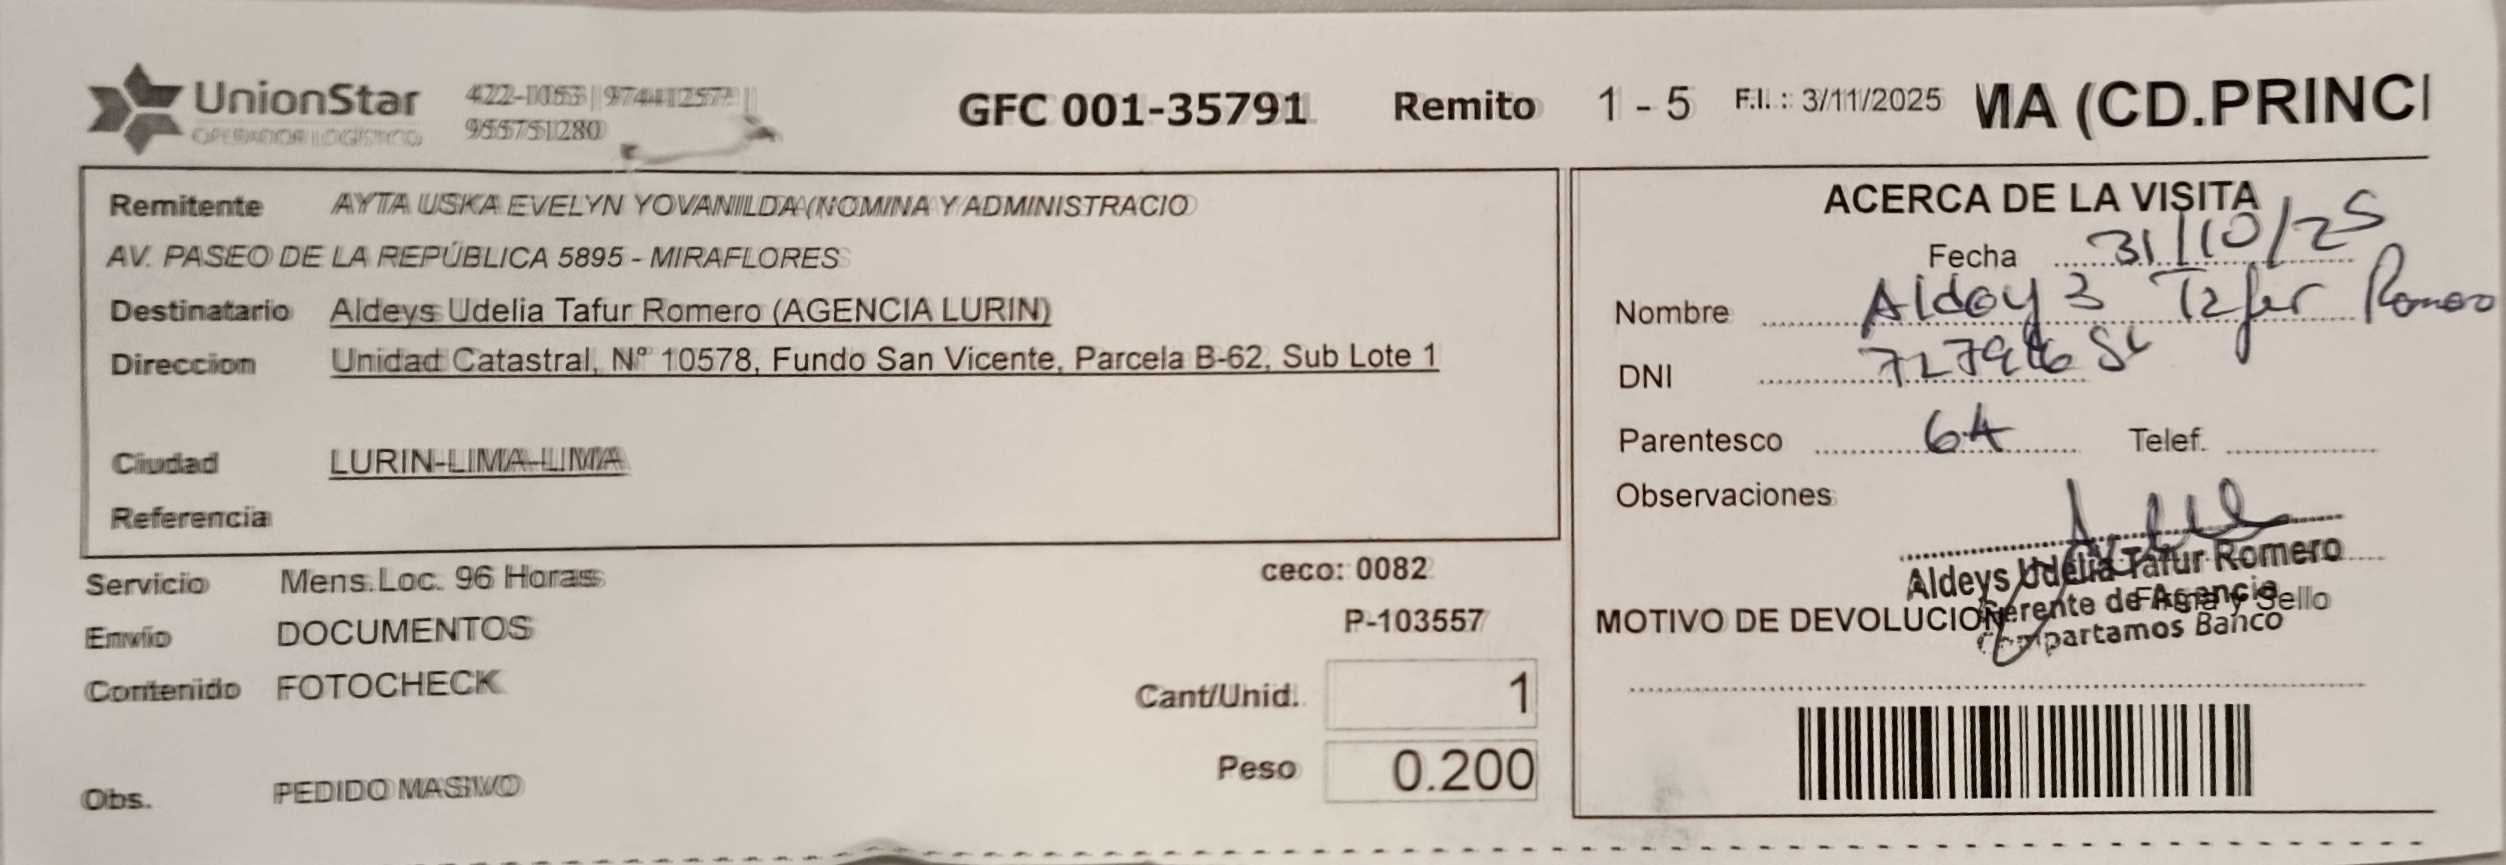 UnionStar
OPERADOR LOGÍSTICO
422-1053 | 974412573 |
955751280
GFC 001-35791 Remito 1 - 5 F.I. : 3/11/2025 MA (CD.PRINCI
Remitente AYTA USKA EVELYN YOVANIILDA (NOMINA Y ADMINISTRACIO
AV. PASEO DE LA REPÚBLICA 5895 - MIRAFLORES
Destinatario Aldeys Udelia Tafur Romero (AGENCIA LURIN)
Direccion Unidad Catastral, N° 10578, Fundo San Vicente, Parcela B-62, Sub Lote 1
Ciudad LURIN-LIMA-LIMA
Referencia
Servicio Mens.Loc. 96 Horas
Envío DOCUMENTOS
Contenido FOTOCHECK
Obs. PEDIDO MASIVO
ceco: 0082
P-103557
Cant/Unid. 1
Peso 0.200
ACERCA DE LA VISITA
Fecha 31/10/25
Nombre Tafur Romero
DNI
Parentesco Telef.
Observaciones
Aldeys Udelia Tafur Romero
Gerente de Agencia
Compartamos Banco
Firma y Sello
MOTIVO DE DEVOLUCION